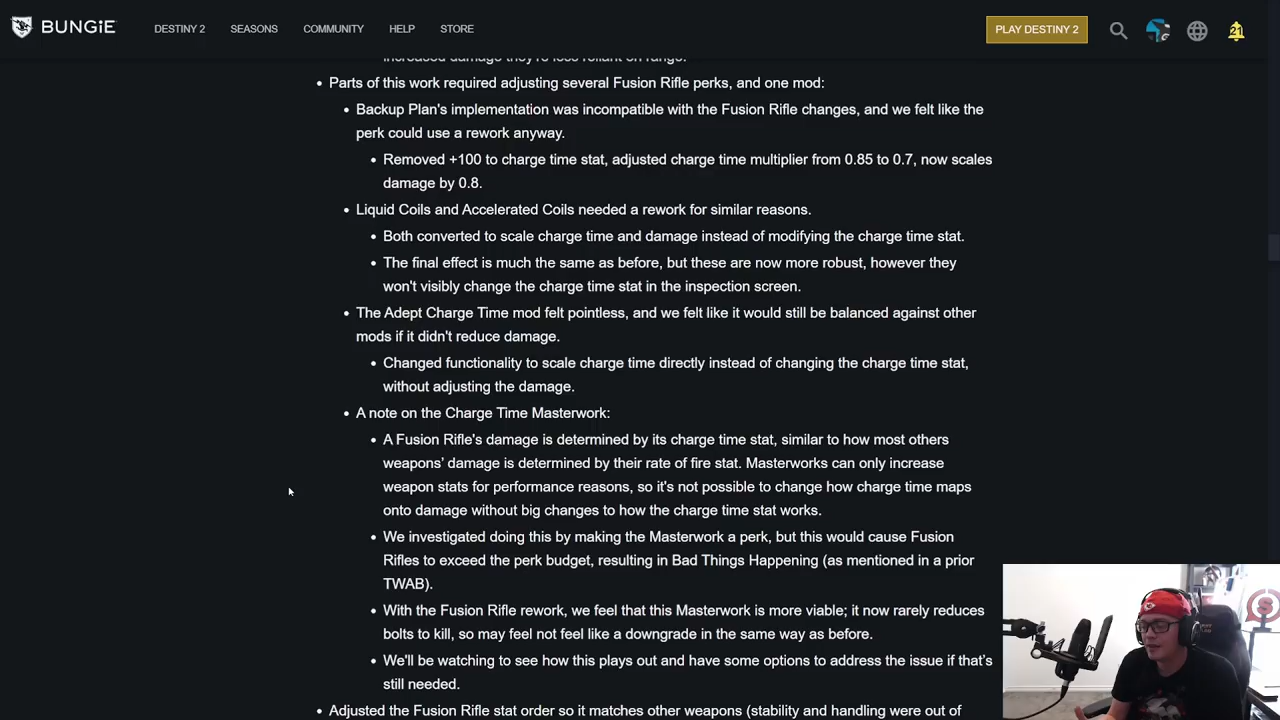 BUNGiE
DESTINY 2
SEASONS
COMMUNITY
HELP
STORE
PLAY DESTINY 2
21
increased damage they're less reliant on range.
• Parts of this work required adjusting several Fusion Rifle perks, and one mod:
• Backup Plan's implementation was incompatible with the Fusion Rifle changes, and we felt like the
perk could use a rework anyway.
• Removed +100 to charge time stat, adjusted charge time multiplier from 0.85 to 0.7, now scales
damage by 0.8.
• Liquid Coils and Accelerated Coils needed a rework for similar reasons.
• Both converted to scale charge time and damage instead of modifying the charge time stat.
• The final effect is much the same as before, but these are now more robust, however they
won't visibly change the charge time stat in the inspection screen.
• The Adept Charge Time mod felt pointless, and we felt like it would still be balanced against other
mods if it didn't reduce damage.
• Changed functionality to scale charge time directly instead of changing the charge time stat,
without adjusting the damage.
• A note on the Charge Time Masterwork:
• A Fusion Rifle's damage is determined by its charge time stat, similar to how most others
weapons’ damage is determined by their rate of fire stat. Masterworks can only increase
weapon stats for performance reasons, so it's not possible to change how charge time maps
onto damage without big changes to how the charge time stat works.
• We investigated doing this by making the Masterwork a perk, but this would cause Fusion
Rifles to exceed the perk budget, resulting in Bad Things Happening (as mentioned in a prior
TWAB).
• With the Fusion Rifle rework, we feel that this Masterwork is more viable; it now rarely reduces
bolts to kill, so may feel not feel like a downgrade in the same way as before.
• We'll be watching to see how this plays out and have some options to address the issue if that’s
still needed.
• Adjusted the Fusion Rifle stat order so it matches other weapons (stability and handling were out of